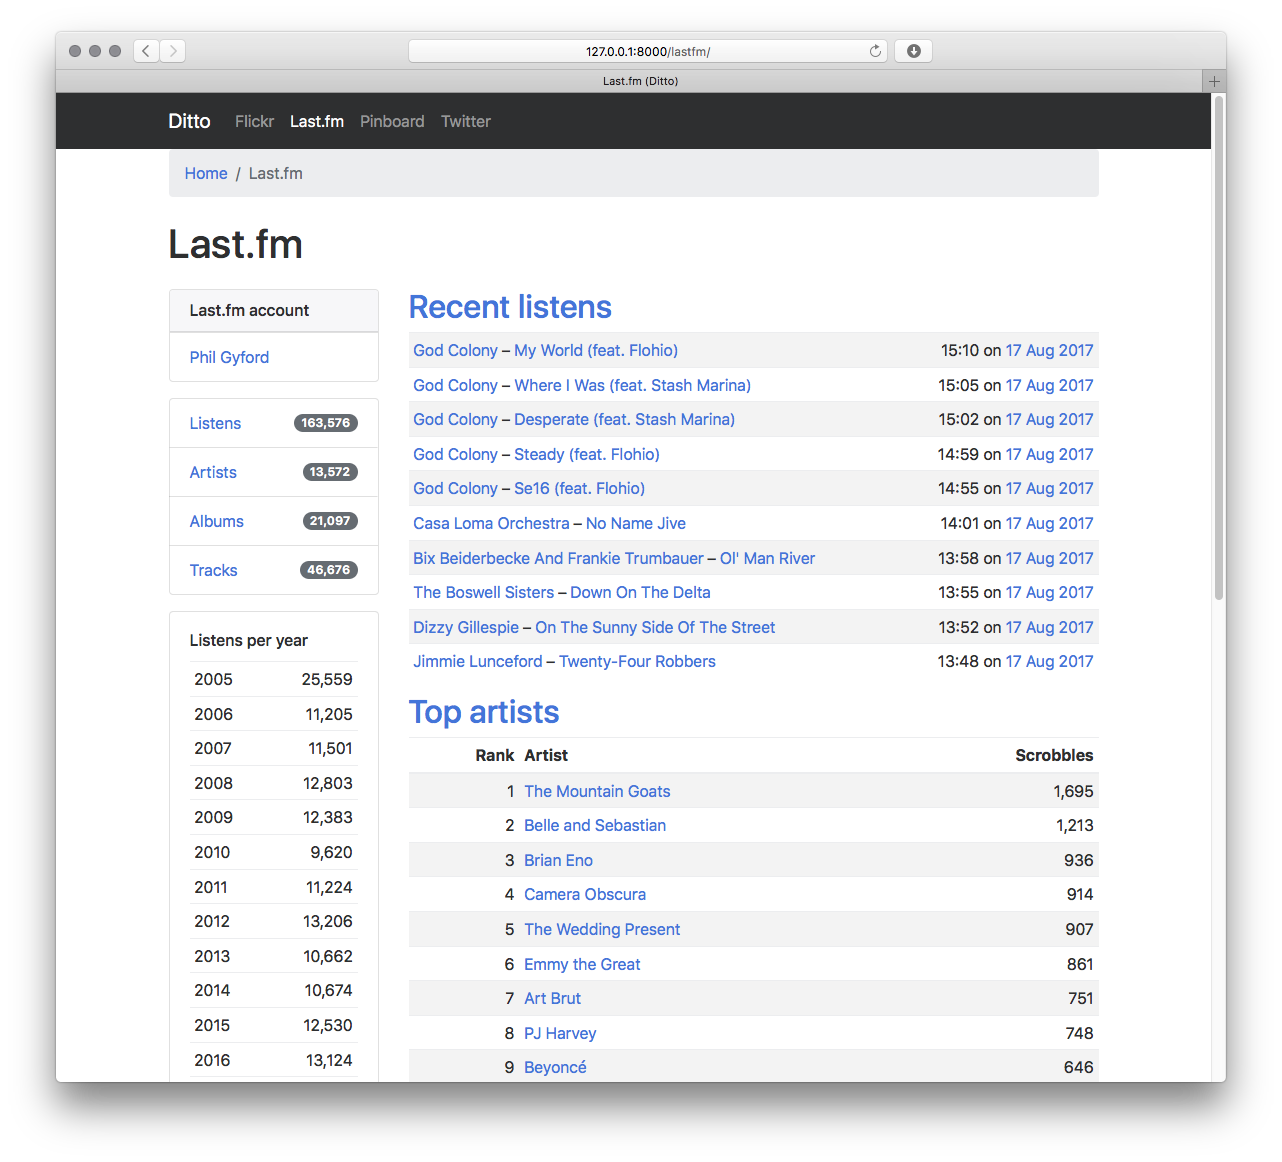 127.0.0.1:8000/lastfm/
Last.fm (Ditto)
Ditto Flickr Last.fm Pinboard Twitter
Home / Last.fm
Last.fm
Last.fm account
Phil Gyford
Listens 163,576
Artists 13,572
Albums 21,097
Tracks 46,676
Listens per year
2005 25,559
2006 11,205
2007 11,501
2008 12,803
2009 12,383
2010 9,620
2011 11,224
2012 13,206
2013 10,662
2014 10,674
2015 12,530
2016 13,124
Recent listens
God Colony – My World (feat. Flohio) 15:10 on 17 Aug 2017
God Colony – Where I Was (feat. Stash Marina) 15:05 on 17 Aug 2017
God Colony – Desperate (feat. Stash Marina) 15:02 on 17 Aug 2017
God Colony – Steady (feat. Flohio) 14:59 on 17 Aug 2017
God Colony – Se16 (feat. Flohio) 14:55 on 17 Aug 2017
Casa Loma Orchestra – No Name Jive 14:01 on 17 Aug 2017
Bix Beiderbecke And Frankie Trumbauer – Ol' Man River 13:58 on 17 Aug 2017
The Boswell Sisters – Down On The Delta 13:55 on 17 Aug 2017
Dizzy Gillespie – On The Sunny Side Of The Street 13:52 on 17 Aug 2017
Jimmie Lunceford – Twenty-Four Robbers 13:48 on 17 Aug 2017
Top artists
Rank Artist Scrobbles
1 The Mountain Goats 1,695
2 Belle and Sebastian 1,213
3 Brian Eno 936
4 Camera Obscura 914
5 The Wedding Present 907
6 Emmy the Great 861
7 Art Brut 751
8 PJ Harvey 748
9 Beyoncé 646